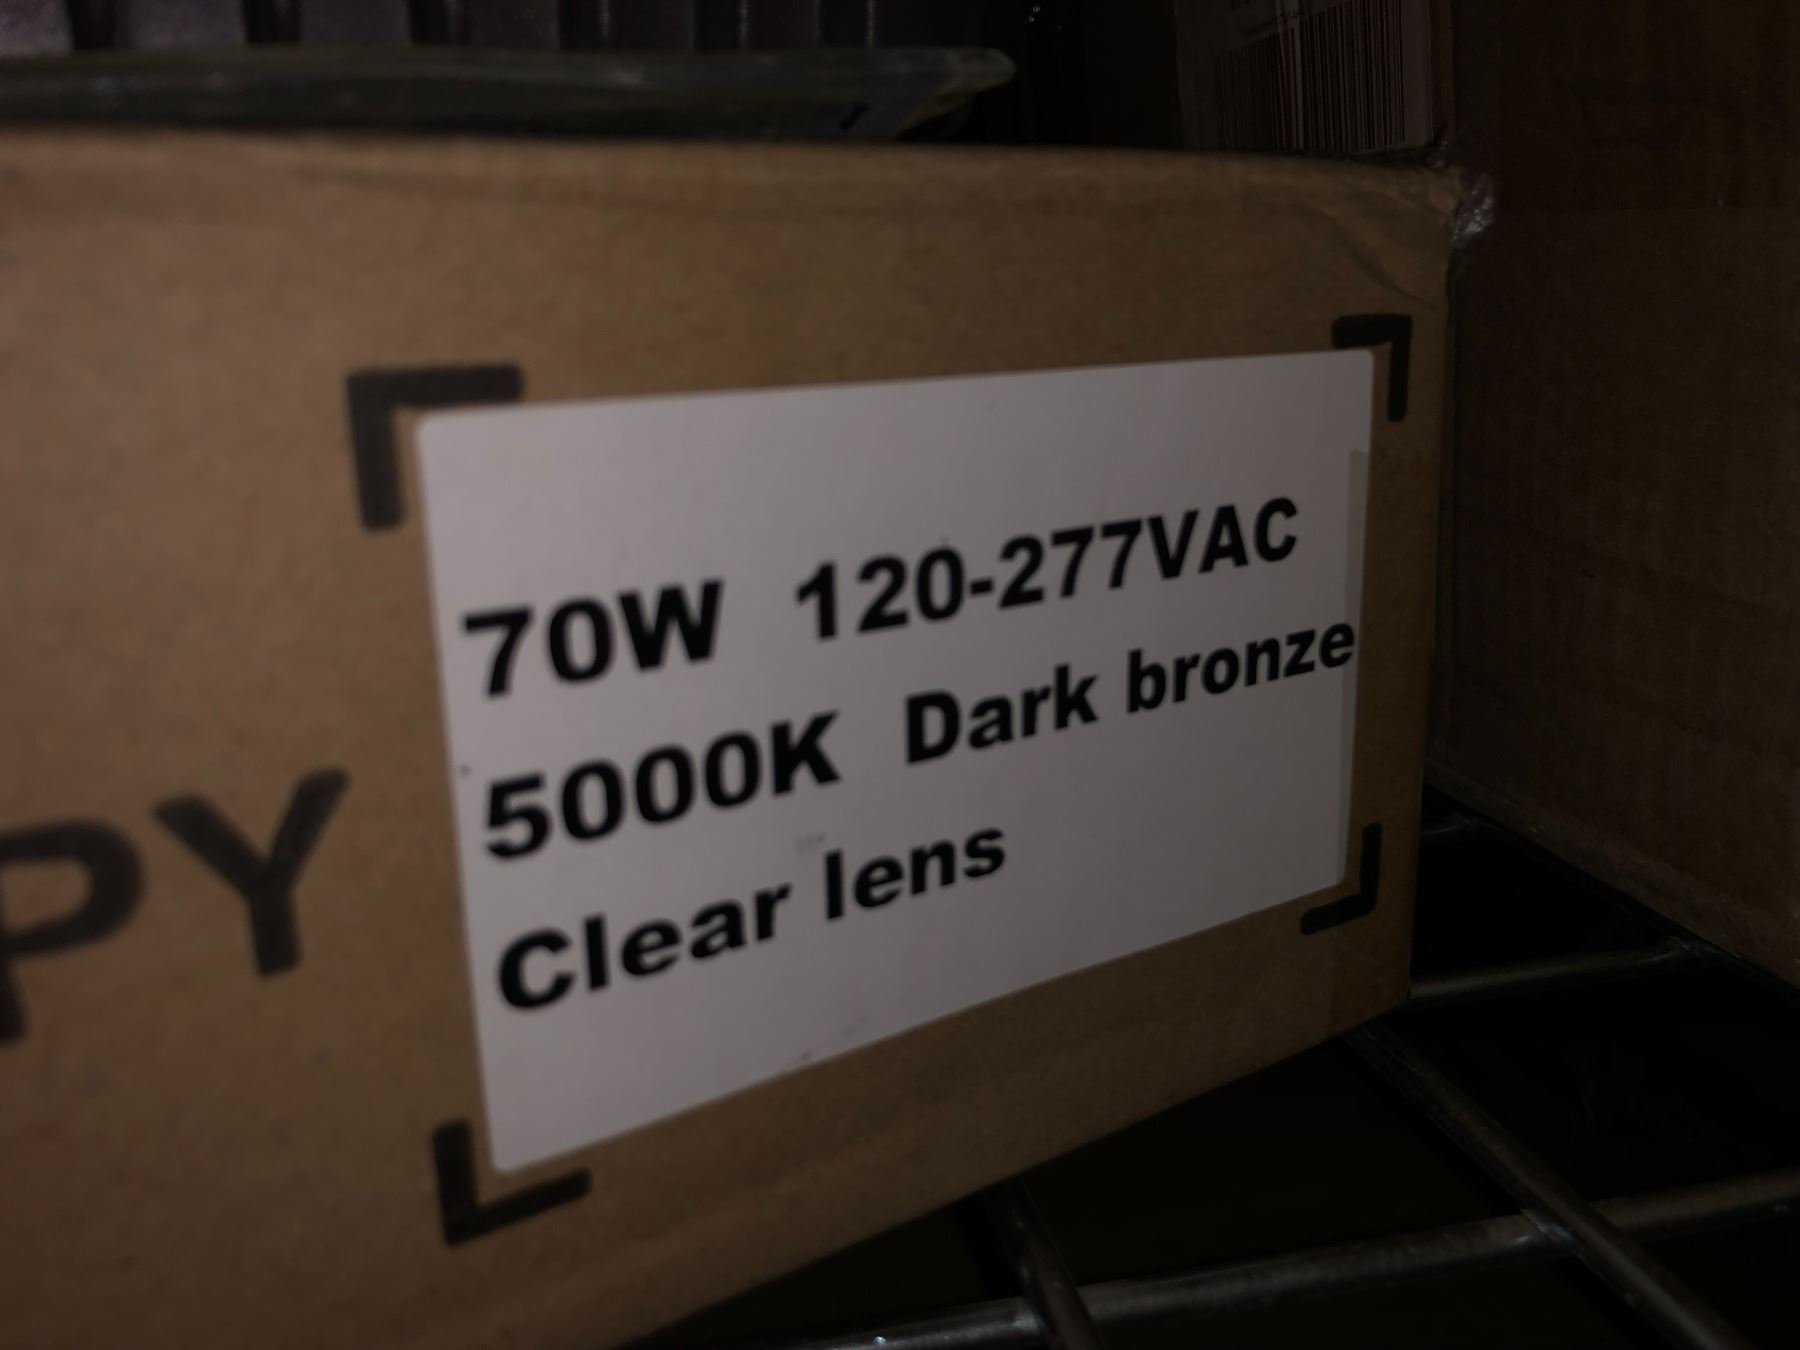 70W 120-277VAC
5000K Dark bronze
Clear lens
PY